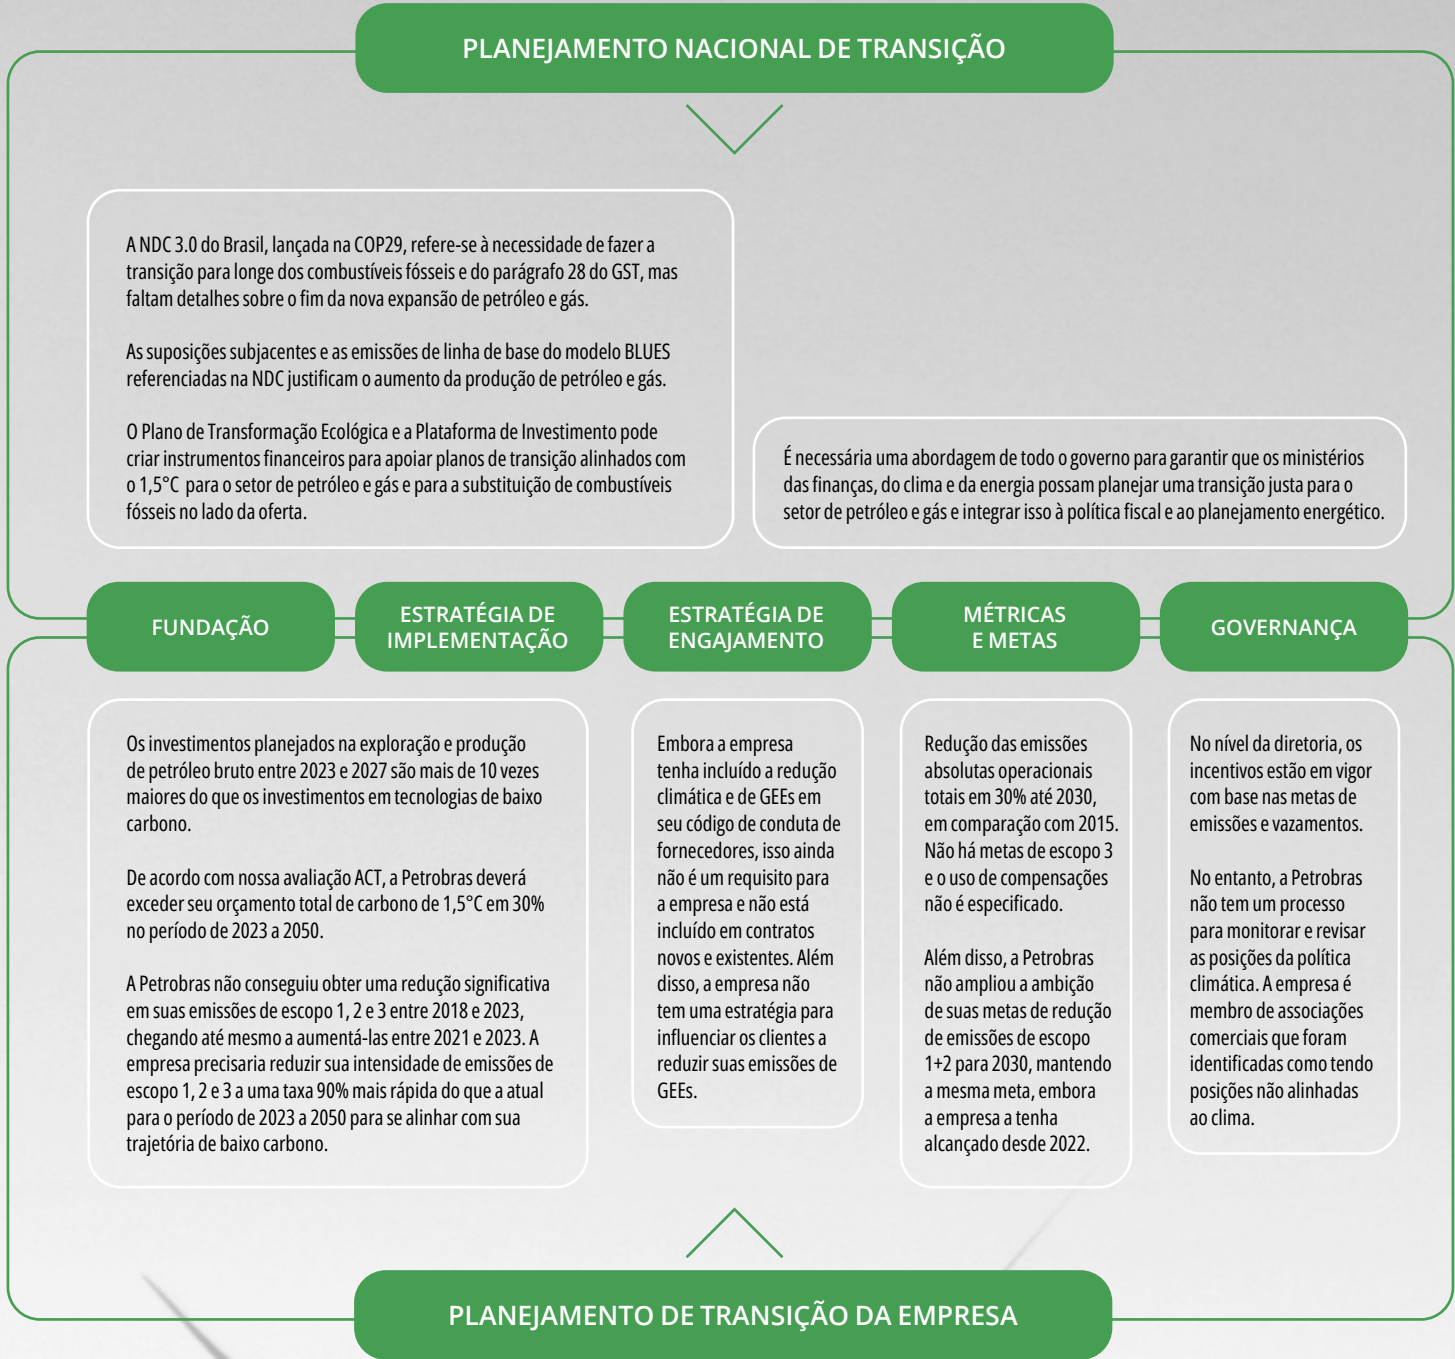 PLANEJAMENTO NACIONAL DE TRANSIÇÃO
A NDC 3.0 do Brasil, lançada na COP29, refere-se à necessidade de fazer a
transição para longe dos combustíveis fósseis e do parágrafo 28 do GST, mas
faltam detalhes sobre o fim da nova expansão de petróleo e gás.
As suposições subjacentes e as emissões de linha de base do modelo BLUES
referenciadas na NDC justificam o aumento da produção de petróleo e gás.
O Plano de Transformação Ecológica e a Plataforma de Investimento pode
criar instrumentos financeiros para apoiar planos de transição alinhados com
o 1,5°C para o setor de petróleo e gás e para a substituição de combustíveis
fósseis no lado da oferta.
É necessária uma abordagem de todo o governo para garantir que os ministérios
das finanças, do clima e da energia possam planejar uma transição justa para o
setor de petróleo e gás e integrar isso à política fiscal e ao planejamento energético.
FUNDAÇÃO
ESTRATÉGIA DE
IMPLEMENTAÇÃO
ESTRATÉGIA DE
ENGAJAMENTO
MÉTRICAS
E METAS
GOVERNANÇA
Os investimentos planejados na exploração e produção
de petróleo bruto entre 2023 e 2027 são mais de 10 vezes
maiores do que os investimentos em tecnologias de baixo
carbono.
De acordo com nossa avaliação ACT, a Petrobras deverá
exceder seu orçamento total de carbono de 1,5°C em 30%
no período de 2023 a 2050.
A Petrobras não conseguiu obter uma redução significativa
em suas emissões de escopo 1, 2 e 3 entre 2018 e 2023,
chegando até mesmo a aumentá-las entre 2021 e 2023. A
empresa precisaria reduzir sua intensidade de emissões de
escopo 1, 2 e 3 a uma taxa 90% mais rápida do que a atual
para o período de 2023 a 2050 para se alinhar com sua
trajetória de baixo carbono.
Embora a empresa
tenha incluído a redução
climática e de GEEs em
seu código de conduta de
fornecedores, isso ainda
não é um requisito para
a empresa e não está
incluído em contratos
novos e existentes. Além
disso, a empresa não
tem uma estratégia para
influenciar os clientes a
reduzir suas emissões de
GEEs.
Redução das emissões
absolutas operacionais
totais em 30% até 2030,
em comparação com 2015.
Não há metas de escopo 3
e o uso de compensações
não é especificado.
Além disso, a Petrobras
não ampliou a ambição
de suas metas de redução
de emissões de escopo
1+2 para 2030, mantendo
a mesma meta, embora
a empresa a tenha
alcançado desde 2022.
No nível da diretoria, os
incentivos estão em vigor
com base nas metas de
emissões e vazamentos.
No entanto, a Petrobras
não tem um processo
para monitorar e revisar
as posições da política
climática. A empresa é
membro de associações
comerciais que foram
identificadas como tendo
posições não alinhadas
ao clima.
PLANEJAMENTO DE TRANSIÇÃO DA EMPRESA